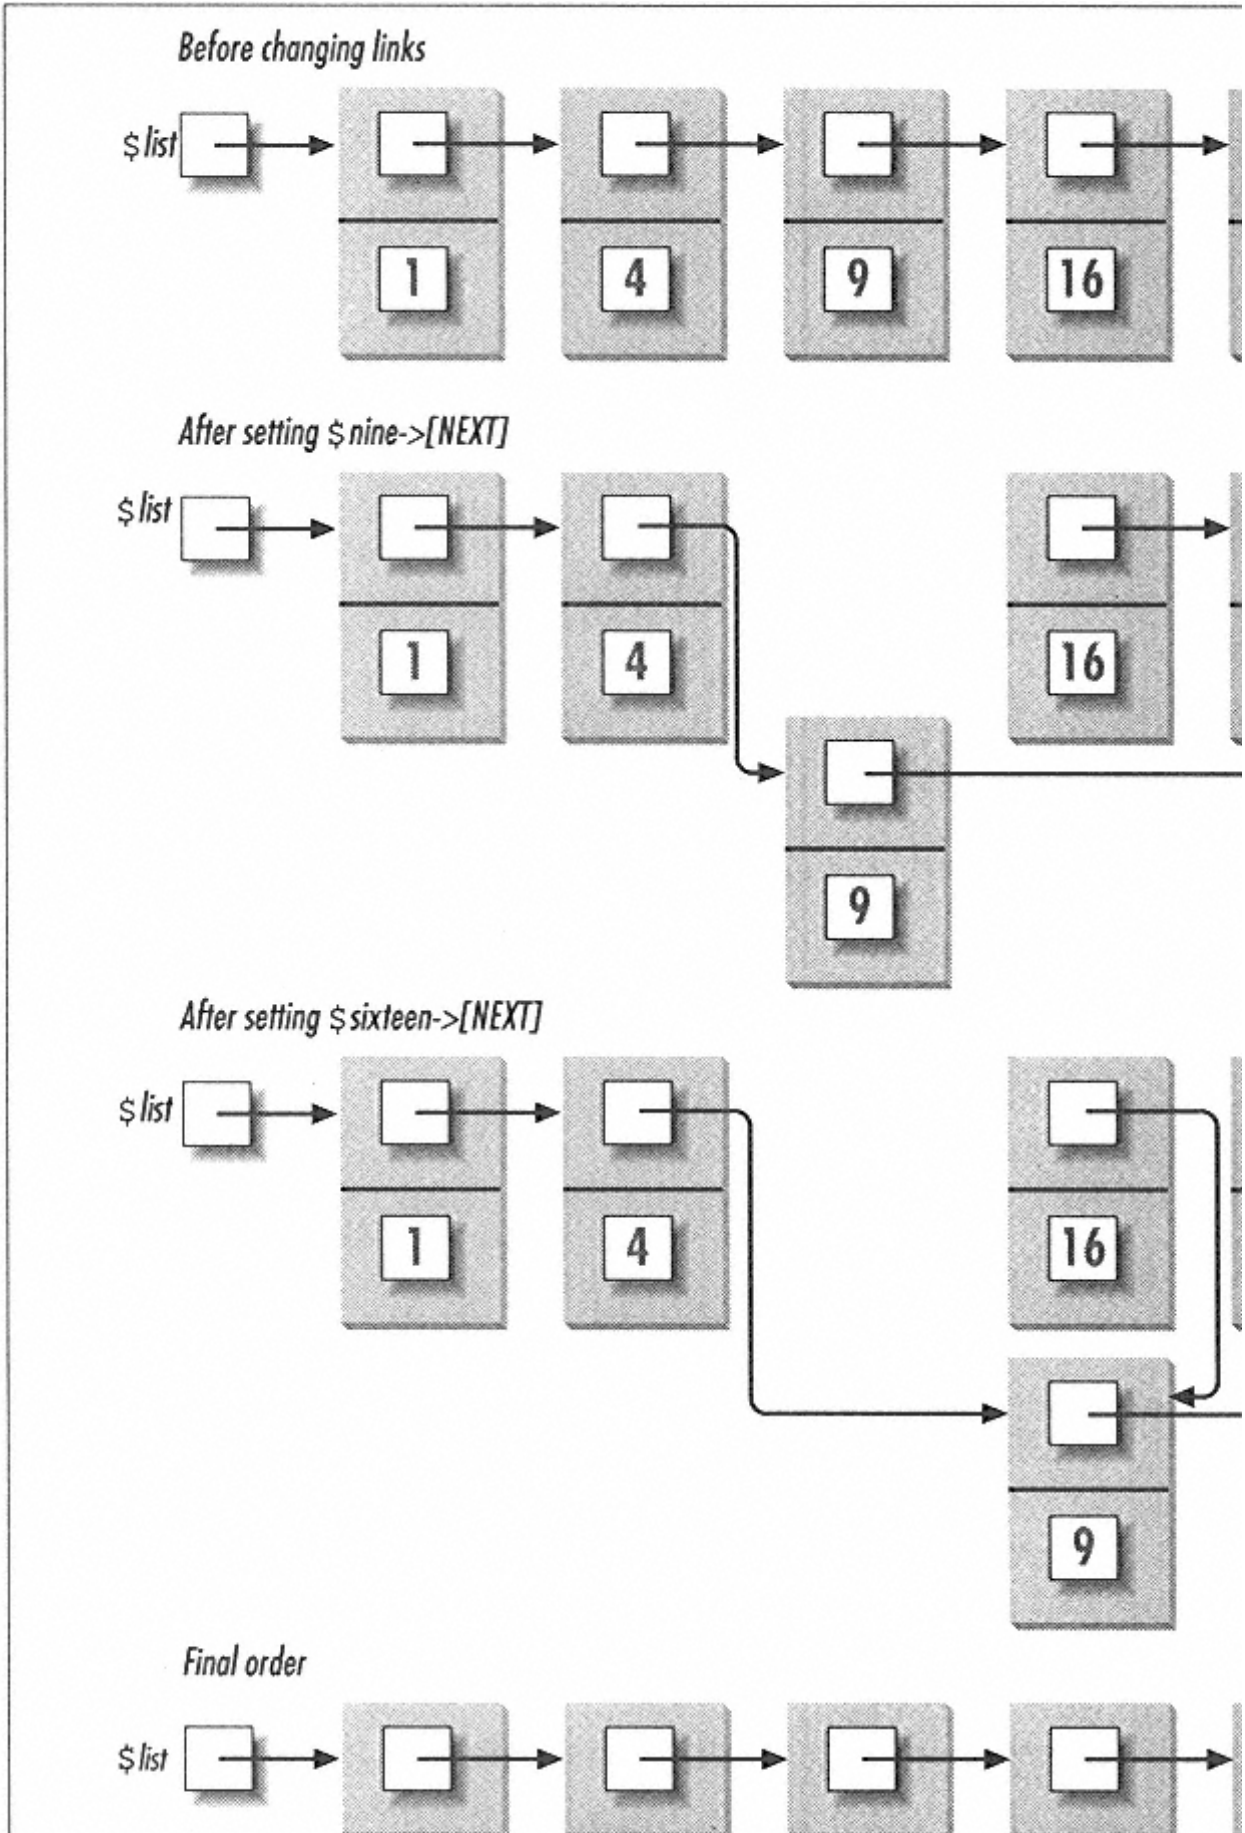 Before changing links
$list
1 4 9 16
After setting $nine->[NEXT]
$list
1 4 16
9
After setting $sixteen->[NEXT]
$list
1 4 16
9
Final order
$list